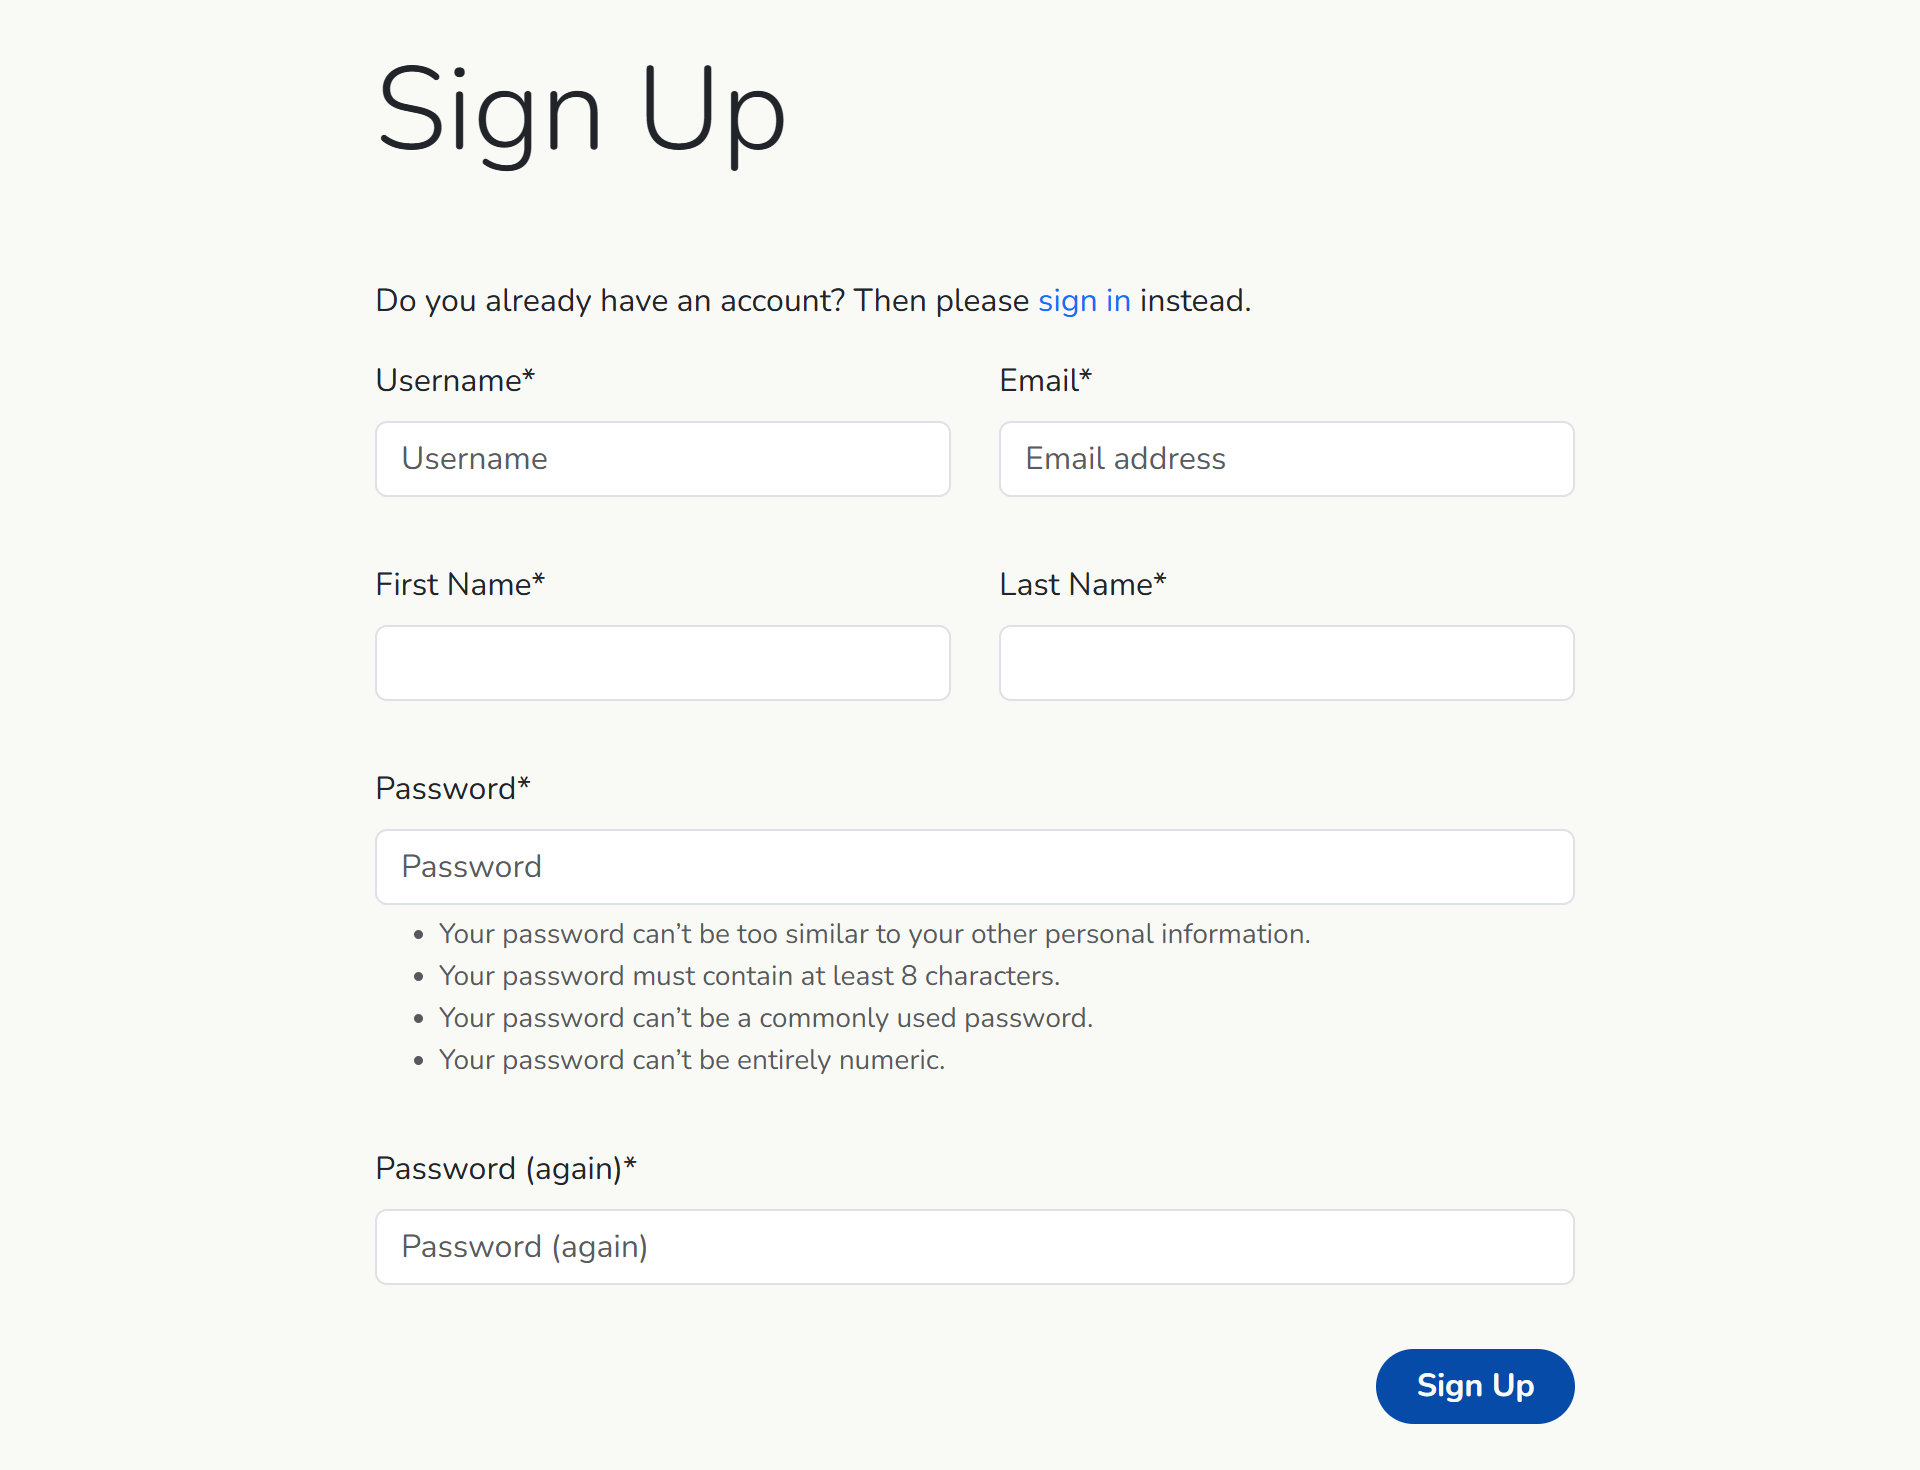 Sign Up
Do you already have an account? Then please sign in instead.
Username*
Email*
Username
Email address
First Name*
Last Name*
Password*
Password
• Your password can’t be too similar to your other personal information.
• Your password must contain at least 8 characters.
• Your password can’t be a commonly used password.
• Your password can’t be entirely numeric.
Password (again)*
Password (again)
Sign Up